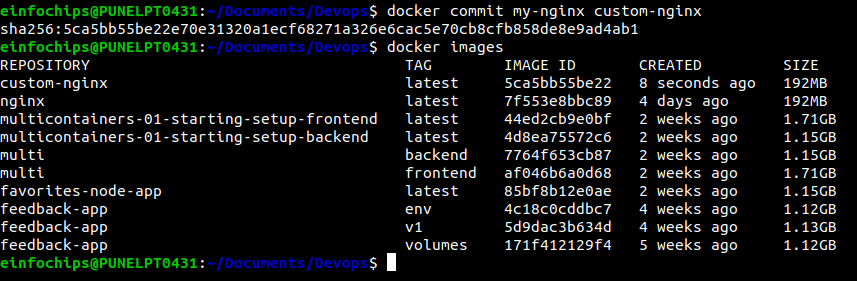 einfochips@PUNELPT0431:~/Documents/Devops$ docker commit my-nginx custom-nginx
sha256:5ca5bb55be22e70e31320a1ecf68271a326e6cac5e70cb8cfb858de8e9ad4ab1
einfochips@PUNELPT0431:~/Documents/Devops$ docker images
REPOSITORY TAG IMAGE ID CREATED SIZE
custom-nginx latest 5ca5bb55be22 8 seconds ago 192MB
nginx latest 7f553e8bbc89 4 days ago 192MB
multicontainers-01-starting-setup-frontend latest 44ed2cb9e0bf 2 weeks ago 1.71GB
multicontainers-01-starting-setup-backend latest 4d8ea75572c6 2 weeks ago 1.15GB
multi backend 7764f653cb87 2 weeks ago 1.15GB
multi frontend af046b6a0d68 2 weeks ago 1.71GB
favorites-node-app latest 85bf8b12e0ae 2 weeks ago 1.15GB
feedback-app env 4c18c0cddbc7 4 weeks ago 1.12GB
feedback-app v1 5d9dac3b634d 4 weeks ago 1.13GB
feedback-app volumes 171f412129f4 5 weeks ago 1.12GB
einfochips@PUNELPT0431:~/Documents/Devops$